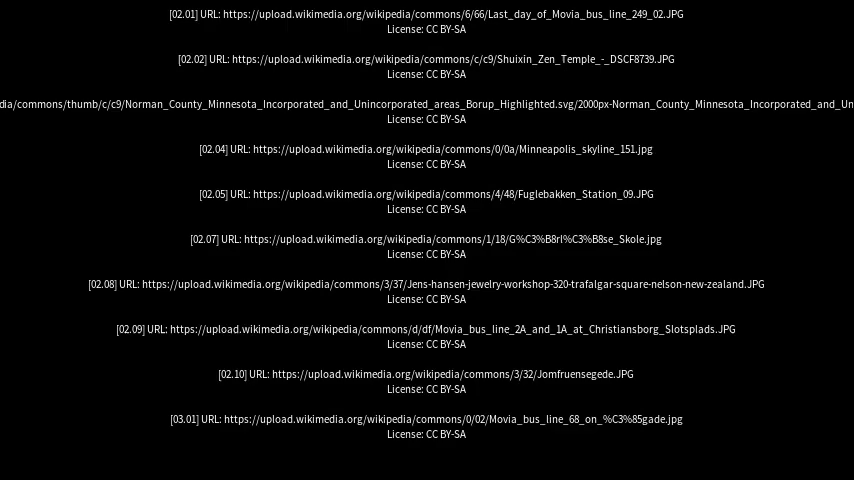 [02.01] URL: https://upload.wikimedia.org/wikipedia/commons/6/66/Last_day_of_Movia_bus_line_249_02.JPG
License: CC BY-SA
[02.02] URL: https://upload.wikimedia.org/wikipedia/commons/c/c9/Shuixin_Zen_Temple_-_DSCF8739.JPG
License: CC BY-SA
dia/commons/thumb/c/c9/Norman_County_Minnesota_Incorporated_and_Unincorporated_areas_Borup_Highlighted.svg/2000px-Norman_County_Minnesota_Incorporated_and_Un
License: CC BY-SA
[02.04] URL: https://upload.wikimedia.org/wikipedia/commons/0/0a/Minneapolis_skyline_151.jpg
License: CC BY-SA
[02.05] URL: https://upload.wikimedia.org/wikipedia/commons/4/48/Fuglebakken_Station_09.JPG
License: CC BY-SA
[02.07] URL: https://upload.wikimedia.org/wikipedia/commons/1/18/G%C3%B8rl%C3%B8se_Skole.jpg
License: CC BY-SA
[02.08] URL: https://upload.wikimedia.org/wikipedia/commons/3/37/Jens-hansen-jewelry-workshop-320-trafalgar-square-nelson-new-zealand.JPG
License: CC BY-SA
[02.09] URL: https://upload.wikimedia.org/wikipedia/commons/d/df/Movia_bus_line_2A_and_1A_at_Christiansborg_Slotsplads.JPG
License: CC BY-SA
[02.10] URL: https://upload.wikimedia.org/wikipedia/commons/3/32/Jomfruensegede.JPG
License: CC BY-SA
[03.01] URL: https://upload.wikimedia.org/wikipedia/commons/0/02/Movia_bus_line_68_on_%C3%85gade.jpg
License: CC BY-SA